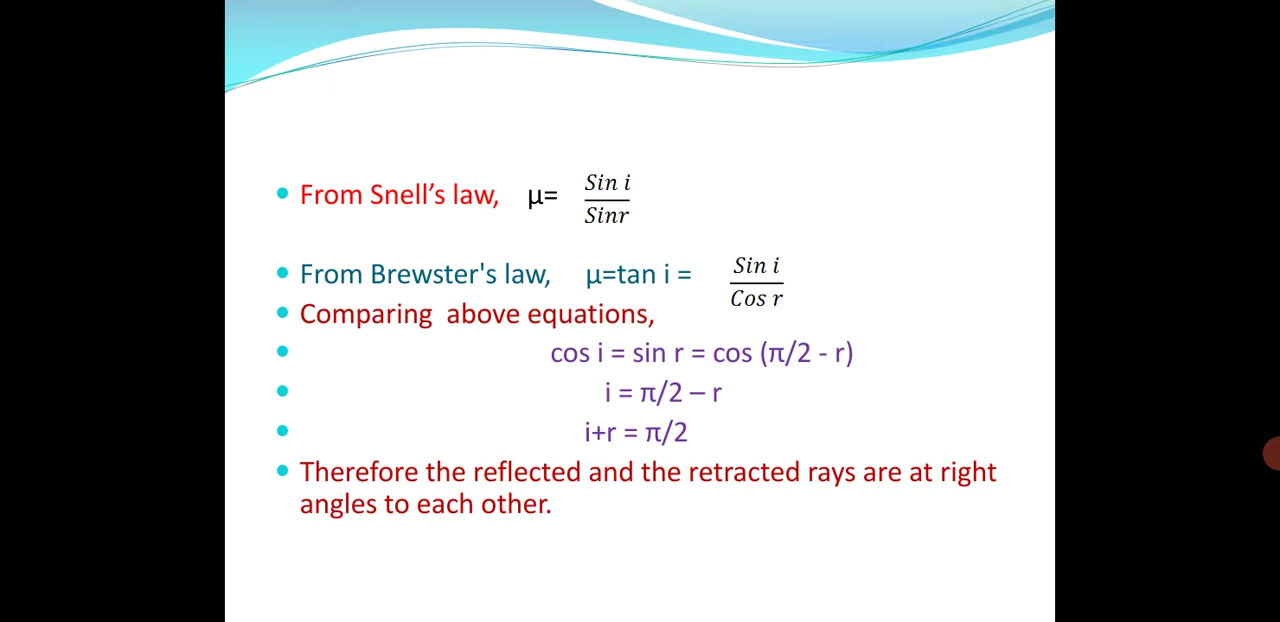 From Snell’s law, μ= Sin i / Sinr
From Brewster's law, μ=tan i = Sin i / Cos r
Comparing above equations,
cos i = sin r = cos (π/2 - r)
i = π/2 – r
i+r = π/2
Therefore the reflected and the retracted rays are at right
angles to each other.